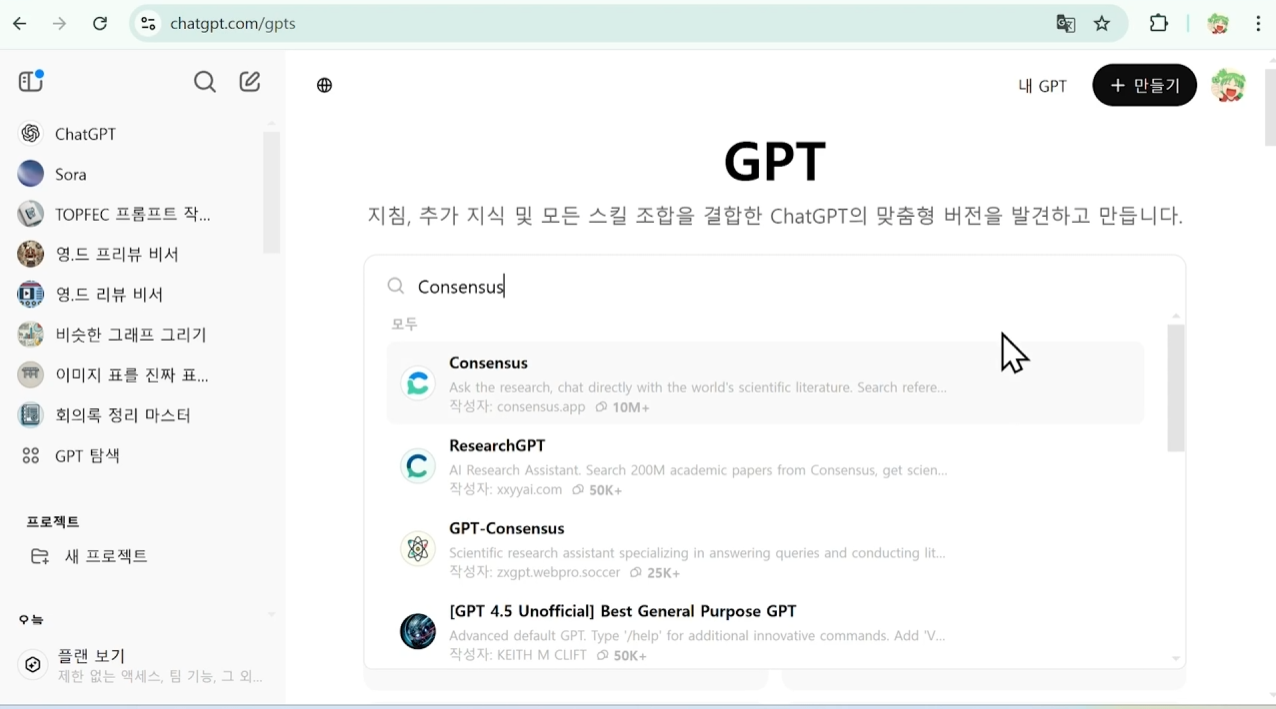 chatgpt.com/gpts
ChatGPT
Sora
TOPFEC 프롬프트 작...
영.드 프리뷰 비서
영.드 리뷰 비서
비슷한 그래프 그리기
이미지 표를 진짜 표...
회의록 정리 마스터
GPT 탐색
프로젝트
새 프로젝트
오늘
플랜 보기
제한 없는 액세스, 팀 기능, 그 외...
내 GPT
+ 만들기
GPT
지침, 추가 지식 및 모든 스킬 조합을 결합한 ChatGPT의 맞춤형 버전을 발견하고 만듭니다.
Consensus
모두
Consensus
Ask the research, chat directly with the world's scientific literature. Search refere...
작성자: consensus.app 10M+
ResearchGPT
AI Research Assistant. Search 200M academic papers from Consensus, get scien...
작성자: xxyyai.com 50K+
GPT-Consensus
Scientific research assistant specializing in answering queries and conducting lit...
작성자: zxgpt.webpro.soccer 25K+
[GPT 4.5 Unofficial] Best General Purpose GPT
Advanced default GPT. Type '/help' for additional innovative commands. Add 'V...
작성자: KEITH M CLIFT 50K+